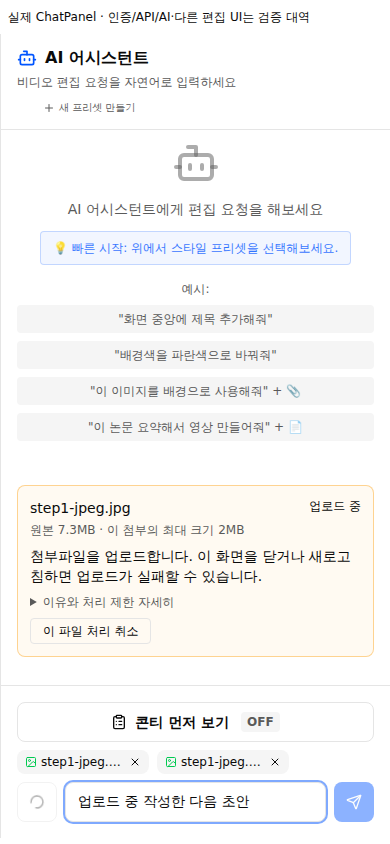 실제 ChatPanel · 인증/API/AI·다른 편집 UI는 검증 대역
AI 어시스턴트
비디오 편집 요청을 자연어로 입력하세요
+ 새 프리셋 만들기
AI 어시스턴트에게 편집 요청을 해보세요
💡 빠른 시작: 위에서 스타일 프리셋을 선택해보세요.
예시:
"화면 중앙에 제목 추가해줘"
"배경색을 파란색으로 바꿔줘"
"이 이미지를 배경으로 사용해줘" + 📎
"이 논문 요약해서 영상 만들어줘" + 📄
step1-jpeg.jpg 업로드 중
원본 7.3MB · 이 첨부의 최대 크기 2MB
첨부파일을 업로드합니다. 이 화면을 닫거나 새로고
침하면 업로드가 실패할 수 있습니다.
▶ 이유와 처리 제한 자세히
이 파일 처리 취소
콘티 먼저 보기 OFF
step1-jpeg.... × step1-jpeg.... ×
업로드 중 작성한 다음 초안